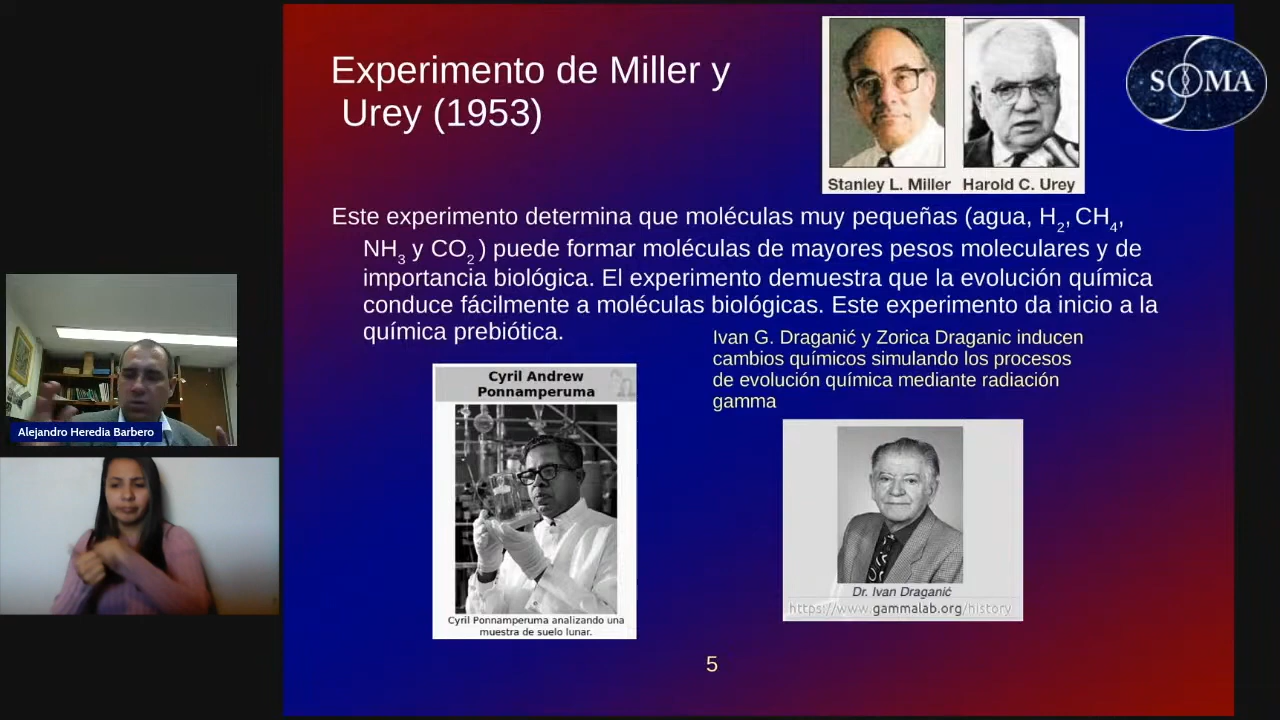 Experimento de Miller y
Urey (1953)
Stanley L. Miller Harold C. Urey
SOMA
Este experimento determina que moléculas muy pequeñas (agua, H2, CH4,
NH3 y CO2 ) puede formar moléculas de mayores pesos moleculares y de
importancia biológica. El experimento demuestra que la evolución química
conduce fácilmente a moléculas biológicas. Este experimento da inicio a la
química prebiótica.
Ivan G. Draganić y Zorica Draganic inducen
cambios químicos simulando los procesos
de evolución química mediante radiación
gamma
Cyril Andrew
Ponnamperuma
Cyril Ponnamperuma analizando una
muestra de suelo lunar.
Dr. Ivan Draganić
https://www.gammalab.org/history
5
Alejandro Heredia Barbero